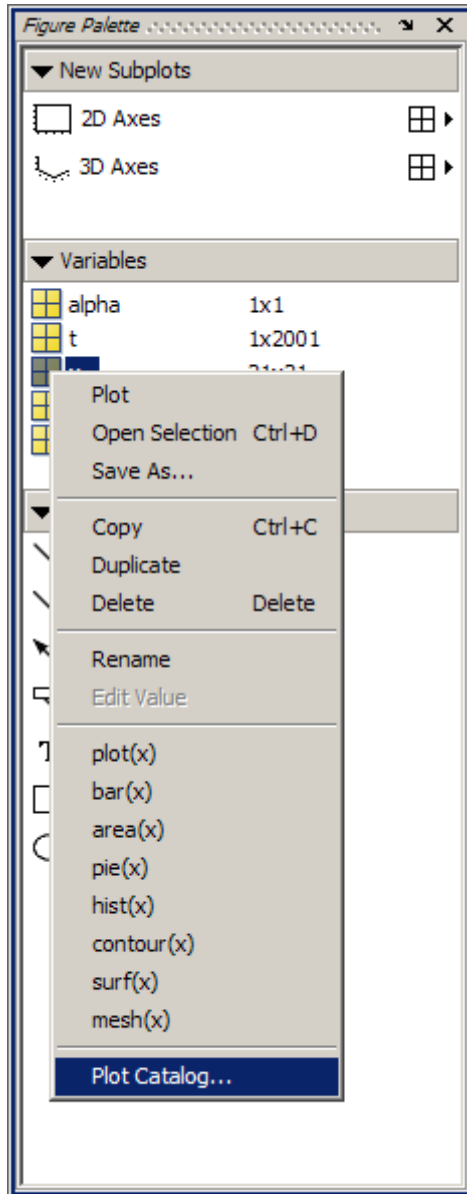 Figure Palette
New Subplots
2D Axes
3D Axes
Variables
alpha 1x1
t 1x2001
Plot
Open Selection Ctrl+D
Save As...
Copy Ctrl+C
Duplicate
Delete Delete
Rename
Edit Value
plot(x)
bar(x)
area(x)
pie(x)
hist(x)
contour(x)
surf(x)
mesh(x)
Plot Catalog...